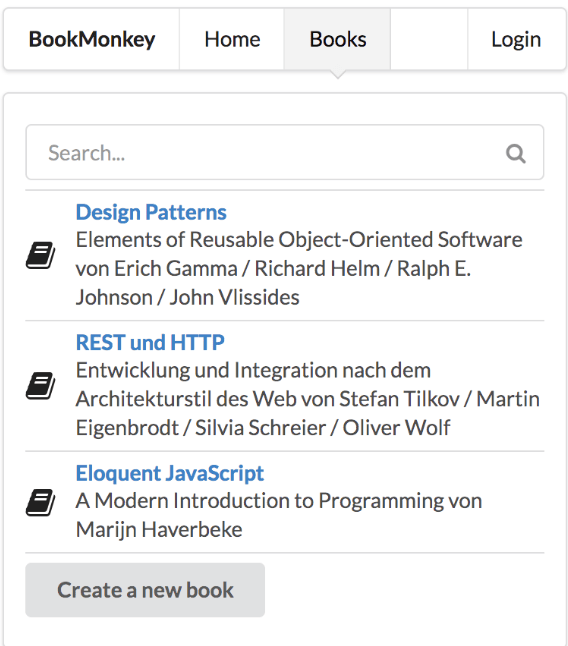 BookMonkey Home Books Login
Search...
Design Patterns
Elements of Reusable Object-Oriented Software
von Erich Gamma / Richard Helm / Ralph E.
Johnson / John Vlissides
REST und HTTP
Entwicklung und Integration nach dem
Architekturstil des Web von Stefan Tilkov / Martin
Eigenbrodt / Silvia Schreier / Oliver Wolf
Eloquent JavaScript
A Modern Introduction to Programming von
Marijn Haverbeke
Create a new book